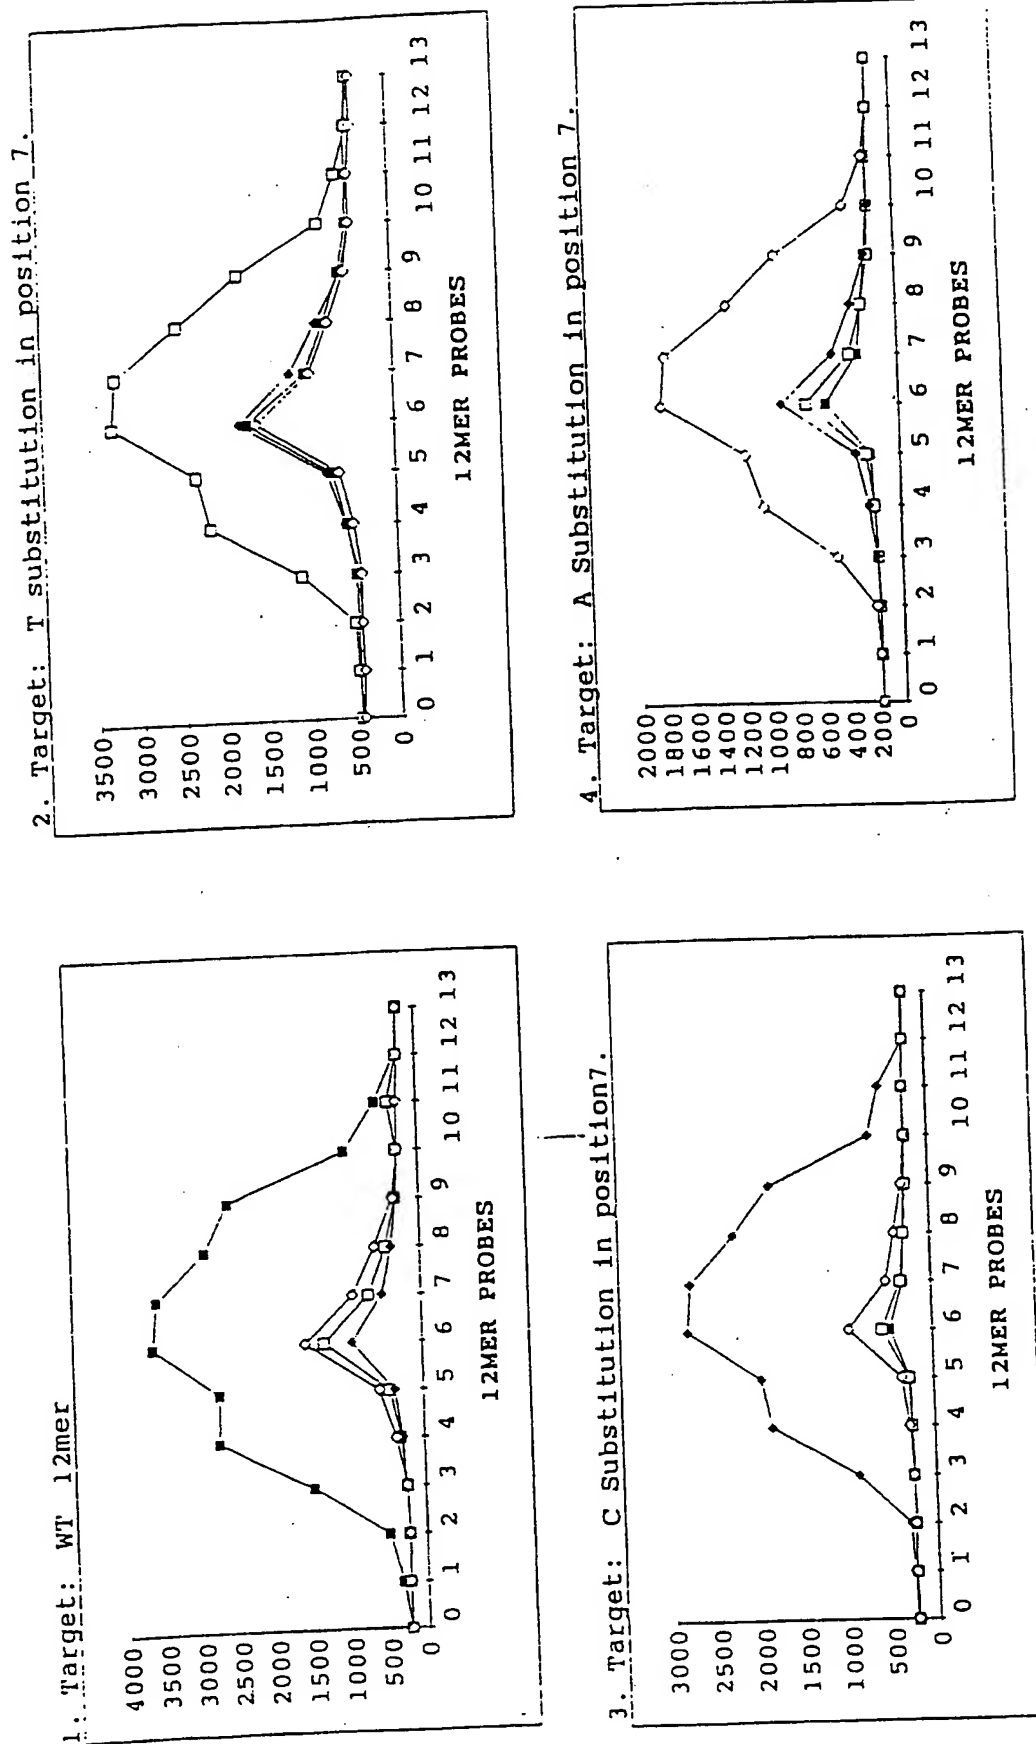 1. Target: WT 12mer
4000
3500
3000
2500
2000
1500
1000
500
0
0 1 2 3 4 5 6 7 8 9 10 11 12 13
12MER PROBES
2. Target: T substitution in position 7.
3500
3000
2500
2000
1500
1000
500
0
0 1 2 3 4 5 6 7 8 9 10 11 12 13
12MER PROBES
3. Target: C Substitution in position7.
3000
2500
2000
1500
1000
500
0
0 1 2 3 4 5 6 7 8 9 10 11 12 13
12MER PROBES
4. Target: A Substitution in position 7.
2000
1800
1600
1400
1200
1000
800
600
400
200
0
0 1 2 3 4 5 6 7 8 9 10 11 12 13
12MER PROBES